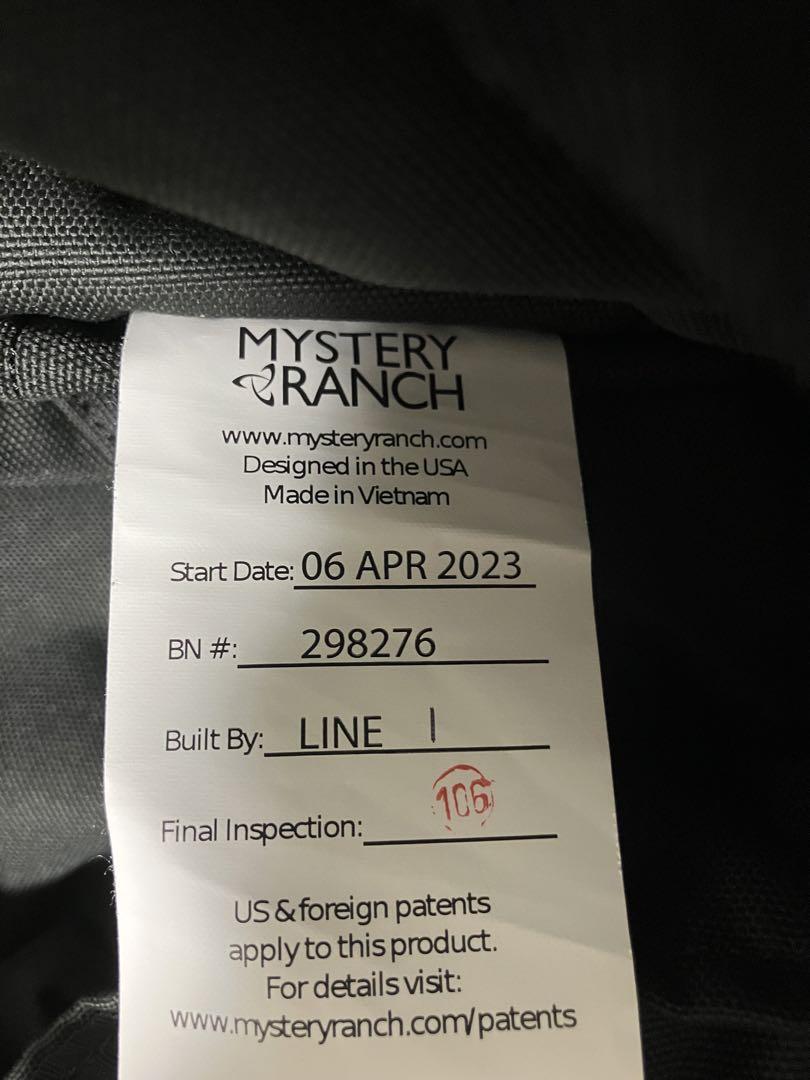 MYSTERY
RANCH
www.mysteryranch.com
Designed in the USA
Made in Vietnam
Start Date: 06 APR 2023
BN #: 298276
Built By: LINE 1
Final Inspection: 106
US & foreign patents
apply to this product.
For details visit:
www.mysteryranch.com/patents